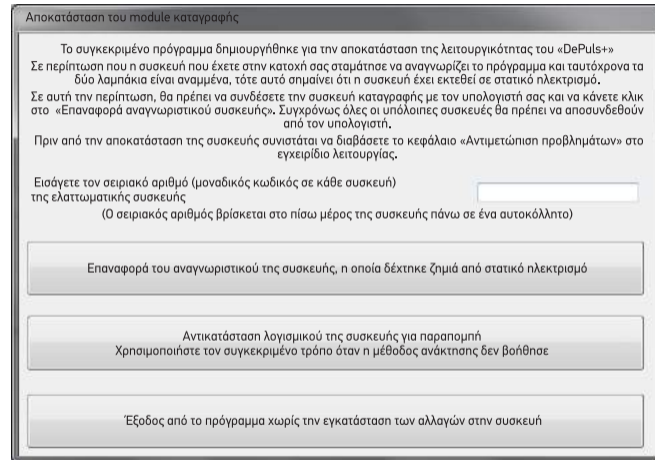 Αποκατάσταση του module καταγραφής
Το συγκεκριμένο πρόγραμμα δημιουργήθηκε για την αποκατάσταση της λειτουργικότητας του «DePuls+»
Σε περίπτωση που η συσκευή που έχετε στην κατοχή σας σταμάτησε να αναγνωρίζει το πρόγραμμα και ταυτόχρονα τα
δύο λαμπάκια είναι αναμμένα, τότε αυτό σημαίνει ότι η συσκευή έχει εκτεθεί σε στατικό ηλεκτρισμό.
Σε αυτή την περίπτωση, θα πρέπει να συνδέσετε την συσκευή καταγραφής με τον υπολογιστή σας και να κάνετε κλικ
στο «Επαναφορά αναγνωριστικού συσκευής». Συγχρόνως όλες οι υπόλοιπες συσκευές θα πρέπει να αποσυνδεθούν
από τον υπολογιστή.
Πριν από την αποκατάσταση της συσκευής συνιστάται να διαβάσετε το κεφάλαιο «Αντιμετώπιση προβλημάτων» στο
εγχειρίδιο λειτουργίας.
Εισάγετε τον σειριακό αριθμό (μοναδικός κωδικός σε κάθε συσκευή)
της ελαττωματικής συσκευής
(Ο σειριακός αριθμός βρίσκεται στο πίσω μέρος της συσκευής πάνω σε ένα αυτοκόλλητο)
Επαναφορά του αναγνωριστικού της συσκευής, η οποία δέχτηκε ζημιά από στατικό ηλεκτρισμό
Αντικατάσταση λογισμικού της συσκευής για παραπομπή
Χρησιμοποιήστε τον συγκεκριμένο τρόπο όταν η μέθοδος ανάκτησης δεν βοήθησε
Έξοδος από το πρόγραμμα χωρίς την εγκατάσταση των αλλαγών στην συσκευή